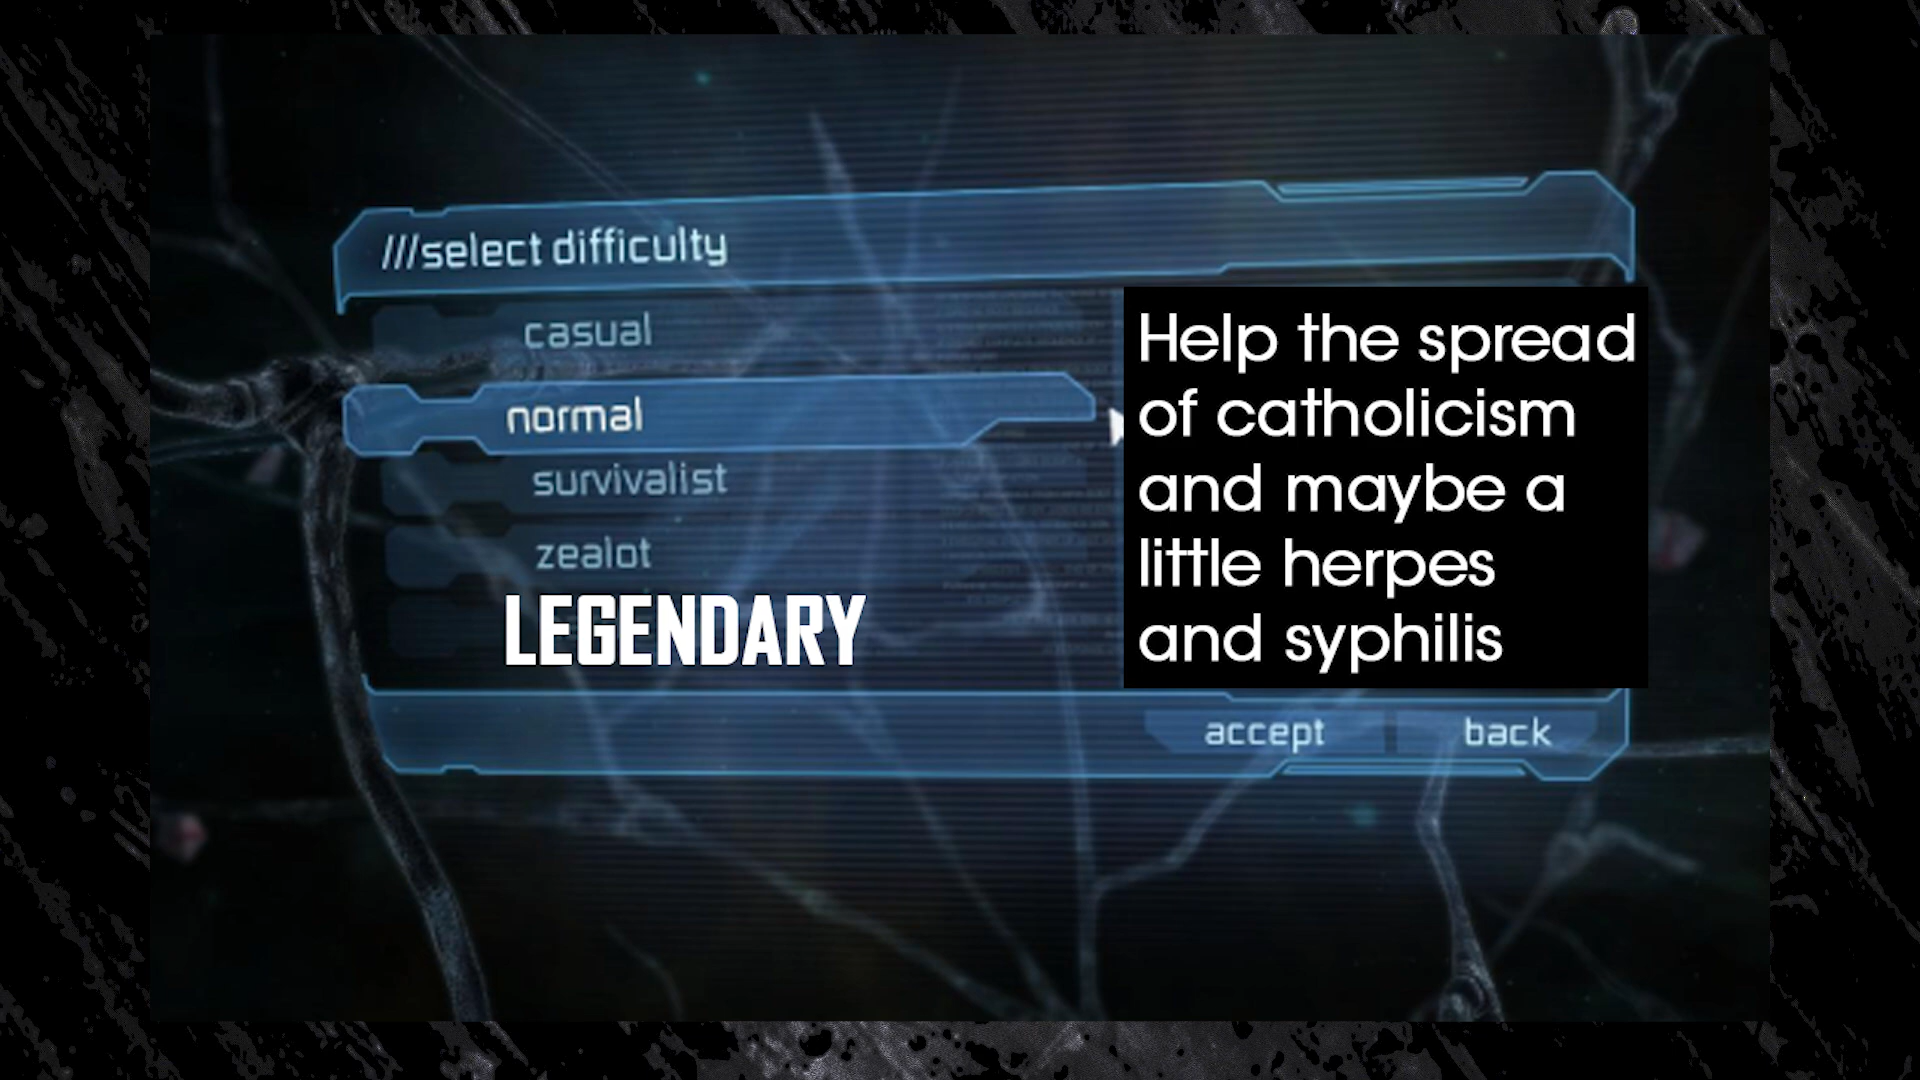 ///select difficulty
casual
normal
survivalist
zealot
LEGENDARY
Help the spread
of catholicism
and maybe a
little herpes
and syphilis
accept
back